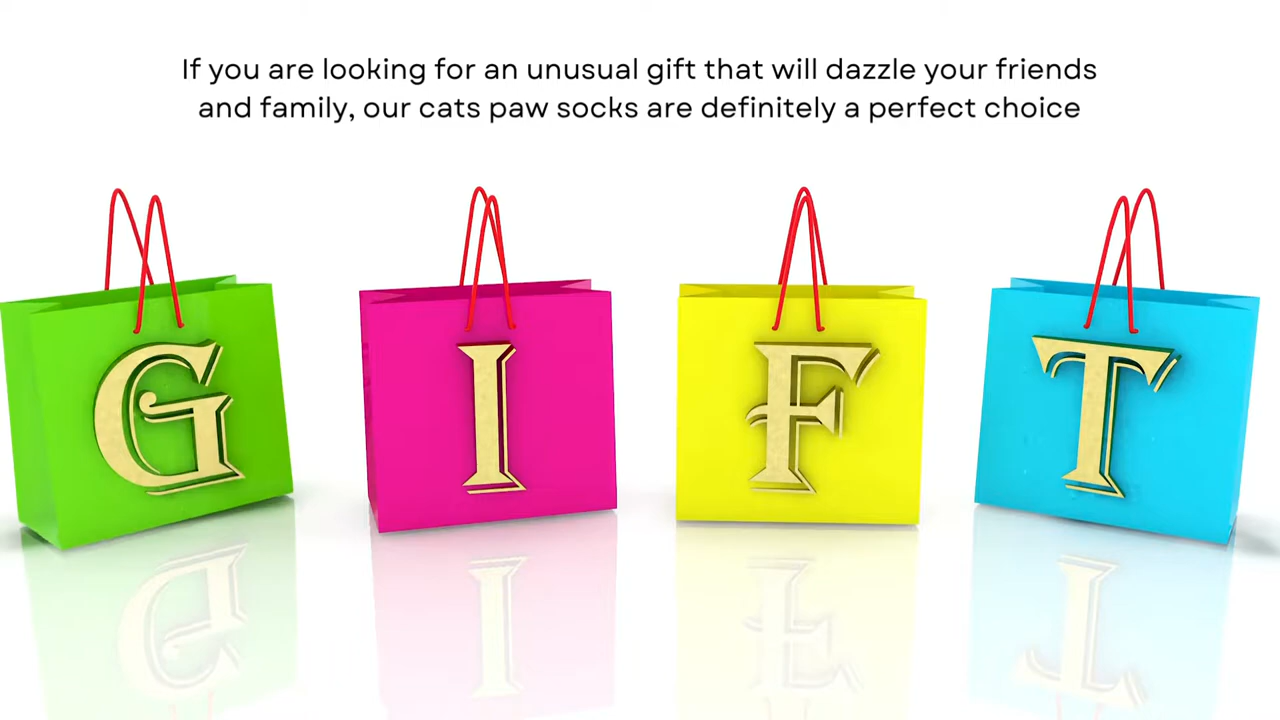 If you are looking for an unusual gift that will dazzle your friends
and family, our cats paw socks are definitely a perfect choice
G I F T